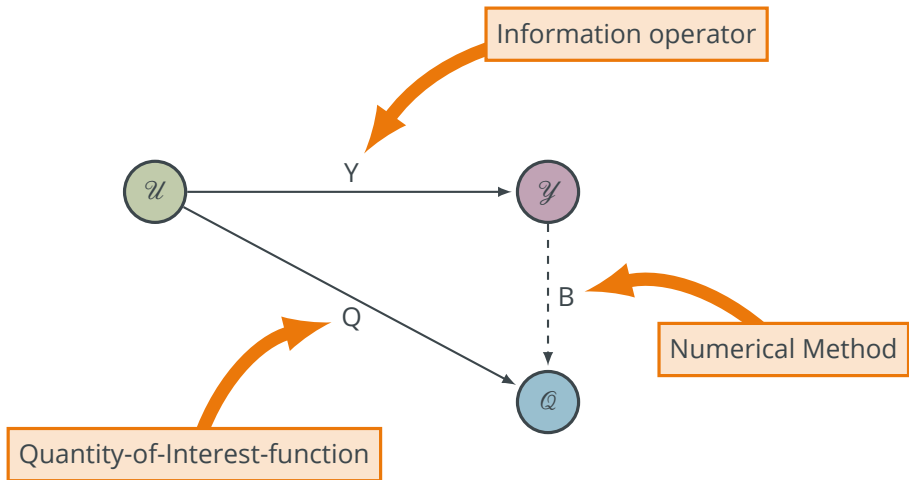 Information operator
Y
𝒰
𝒴
B
Q
Numerical Method
𝒬
Quantity-of-Interest-function